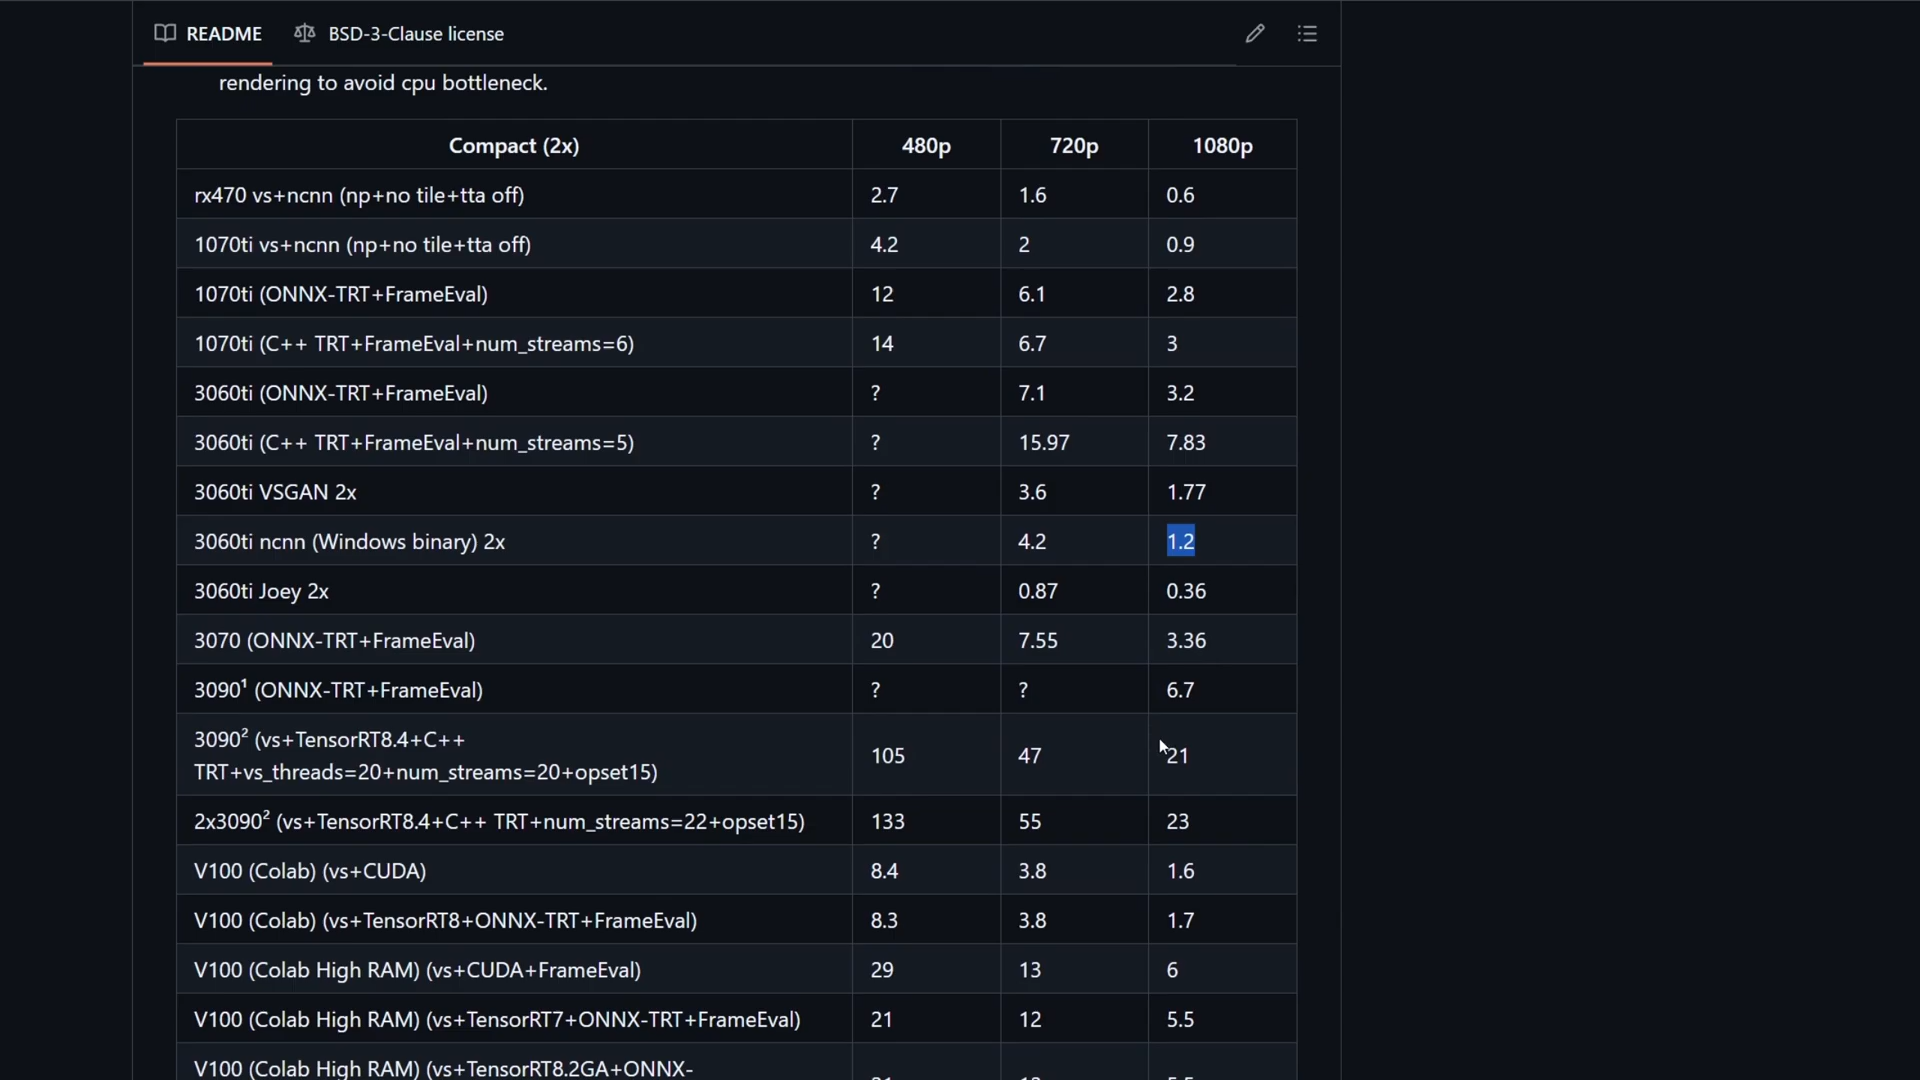 README BSD-3-Clause license
rendering to avoid cpu bottleneck.
Compact (2x) 480p 720p 1080p
rx470 vs+ncnn (np+no tile+tta off) 2.7 1.6 0.6
1070ti vs+ncnn (np+no tile+tta off) 4.2 2 0.9
1070ti (ONNX-TRT+FrameEval) 12 6.1 2.8
1070ti (C++ TRT+FrameEval+num_streams=6) 14 6.7 3
3060ti (ONNX-TRT+FrameEval) ? 7.1 3.2
3060ti (C++ TRT+FrameEval+num_streams=5) ? 15.97 7.83
3060ti VSGAN 2x ? 3.6 1.77
3060ti ncnn (Windows binary) 2x ? 4.2 1.2
3060ti Joey 2x ? 0.87 0.36
3070 (ONNX-TRT+FrameEval) 20 7.55 3.36
3090¹ (ONNX-TRT+FrameEval) ? ? 6.7
3090² (vs+TensorRT8.4+C++
TRT+vs_threads=20+num_streams=20+opset15) 105 47 21
2x3090² (vs+TensorRT8.4+C++ TRT+num_streams=22+opset15) 133 55 23
V100 (Colab) (vs+CUDA) 8.4 3.8 1.6
V100 (Colab) (vs+TensorRT8+ONNX-TRT+FrameEval) 8.3 3.8 1.7
V100 (Colab High RAM) (vs+CUDA+FrameEval) 29 13 6
V100 (Colab High RAM) (vs+TensorRT7+ONNX-TRT+FrameEval) 21 12 5.5
V100 (Colab High RAM) (vs+TensorRT8.2GA+ONNX-